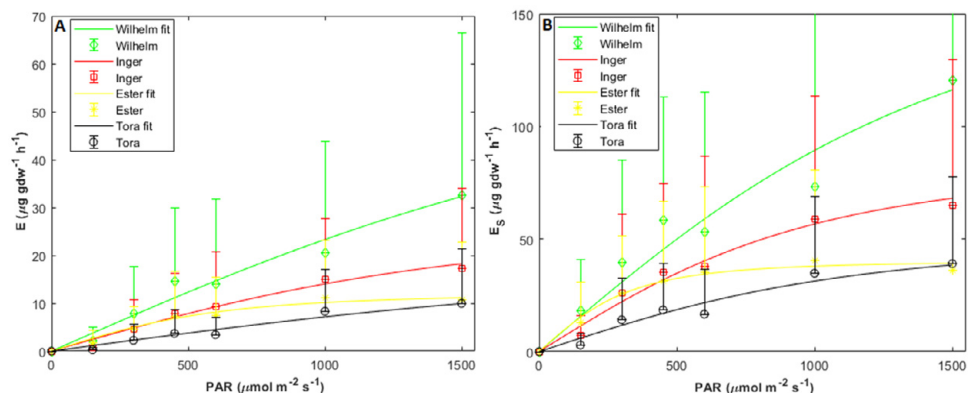 A
70
60
50
40
30
20
10
0
E (μg gdw⁻¹ h⁻¹)
Wilhelm fit
Wilhelm
Inger
Inger
Ester fit
Ester
Tora fit
Tora
0 500 1000 1500
PAR (μmol m⁻² s⁻¹)
B
150
100
50
0
E_S (μg gdw⁻¹ h⁻¹)
Wilhelm fit
Wilhelm
Inger
Inger
Ester fit
Ester
Tora fit
Tora
0 500 1000 1500
PAR (μmol m⁻² s⁻¹)